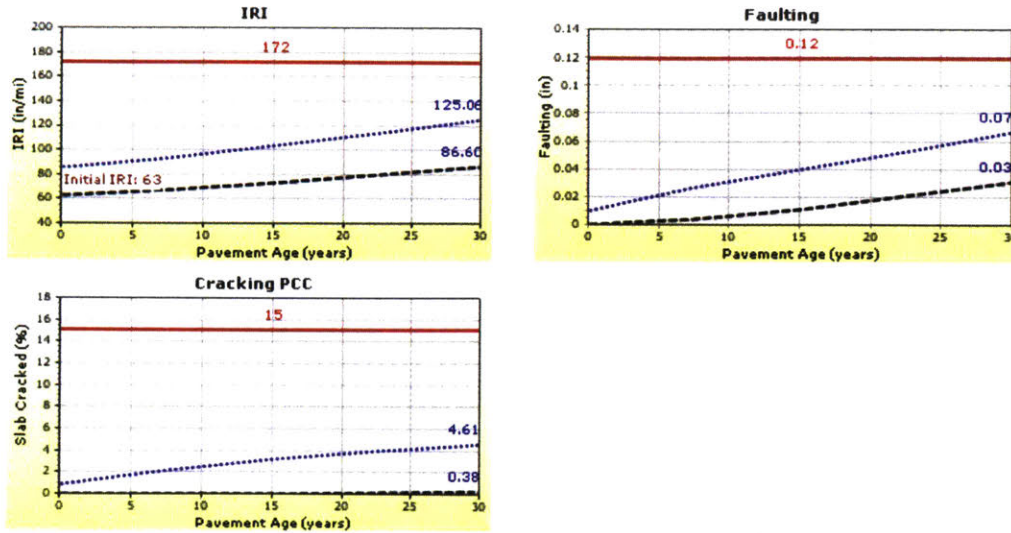 IRI
IRI (in/mi)
200
180
160
140
120
100
80
60
40
172
125.06
86.60
Initial IRI: 63
0 5 10 15 20 25 30
Pavement Age (years)
Faulting
Faulting (in)
0.14
0.12
0.1
0.08
0.06
0.04
0.02
0
0.12
0.07
0.03
0 5 10 15 20 25 30
Pavement Age (years)
Cracking PCC
Slab Cracked (%)
18
16
14
12
10
8
6
4
2
0
15
4.61
0.38
0 5 10 15 20 25 30
Pavement Age (years)